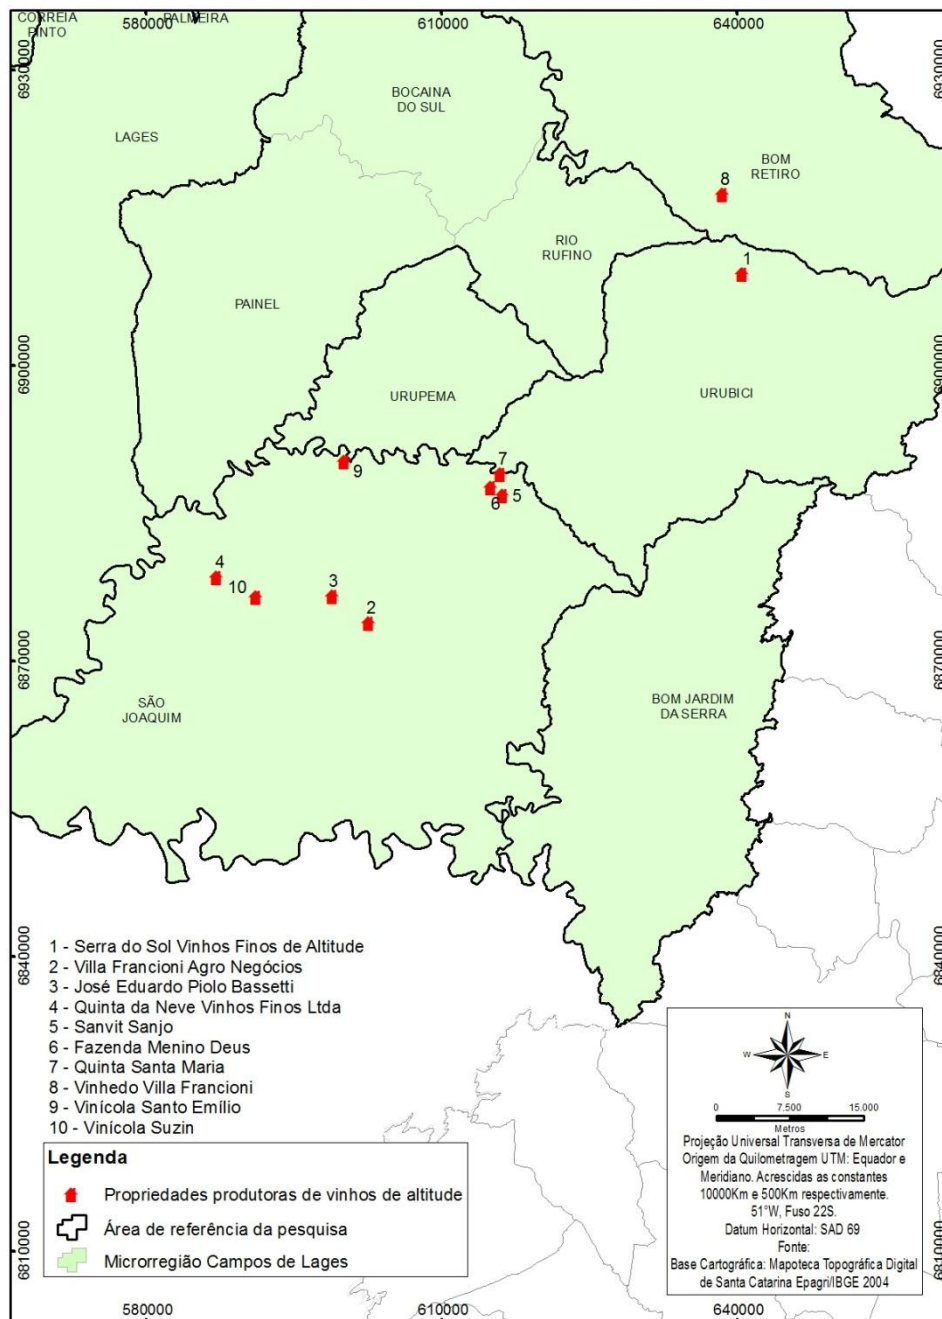 CORREIA
PINTO
PALMEIRA
580000
610000
640000
6930000
6930000
BOCAINA
DO SUL
LAGES
BOM
RETIRO
8
RIO
RUFINO
1
PAINEL
6900000
6900000
URUPEMA
URUBICI
9
7
6
5
4
10
3
2
6870000
6870000
SÃO
JOAQUIM
BOM JARDIM
DA SERRA
6840000
6840000
1 - Serra do Sol Vinhos Finos de Altitude
2 - Villa Francioni Agro Negócios
3 - José Eduardo Piolo Bassetti
4 - Quinta da Neve Vinhos Finos Ltda
5 - Sanvit Sanjo
6 - Fazenda Menino Deus
7 - Quinta Santa Maria
8 - Vinhedo Villa Francioni
9 - Vinícola Santo Emílio
10 - Vinícola Suzin
Legenda
Propriedades produtoras de vinhos de altitude
Área de referência da pesquisa
Microrregião Campos de Lages
N
W
E
S
0 7.500 15.000
Metros
Projeção Universal Transversa de Mercator
Origem da Quilometragem UTM: Equador e
Meridiano. Acrescidas as constantes
10000Km e 500Km respectivamente.
51°W, Fuso 22S.
Datum Horizontal: SAD 69
Fonte:
Base Cartográfica: Mapoteca Topográfica Digital
de Santa Catarina Epagri/IBGE 2004
6810000
6810000
580000
610000
640000